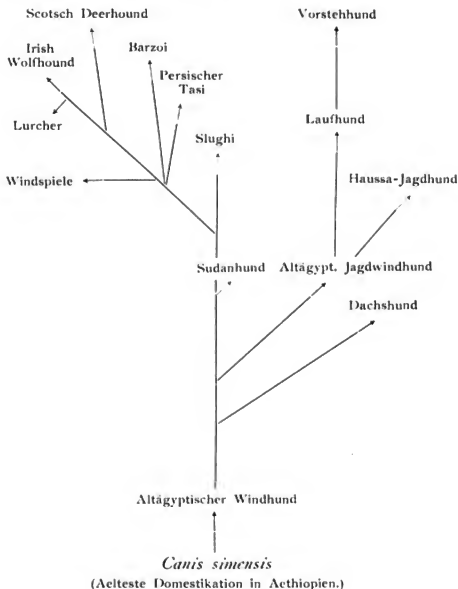 Scotsch Deerhound
Vorstehhund
Irish
Wolfhound
Barzoi
Persischer
Tasi
Lurcher
Laufhund
Slughi
Windspiele
Haussa-Jagdhund
Sudanhund
Altägypt. Jagdwindhund
Dachshund
Altägyptischer Windhund
Canis simensis
(Aelteste Domestikation in Aethiopien.)